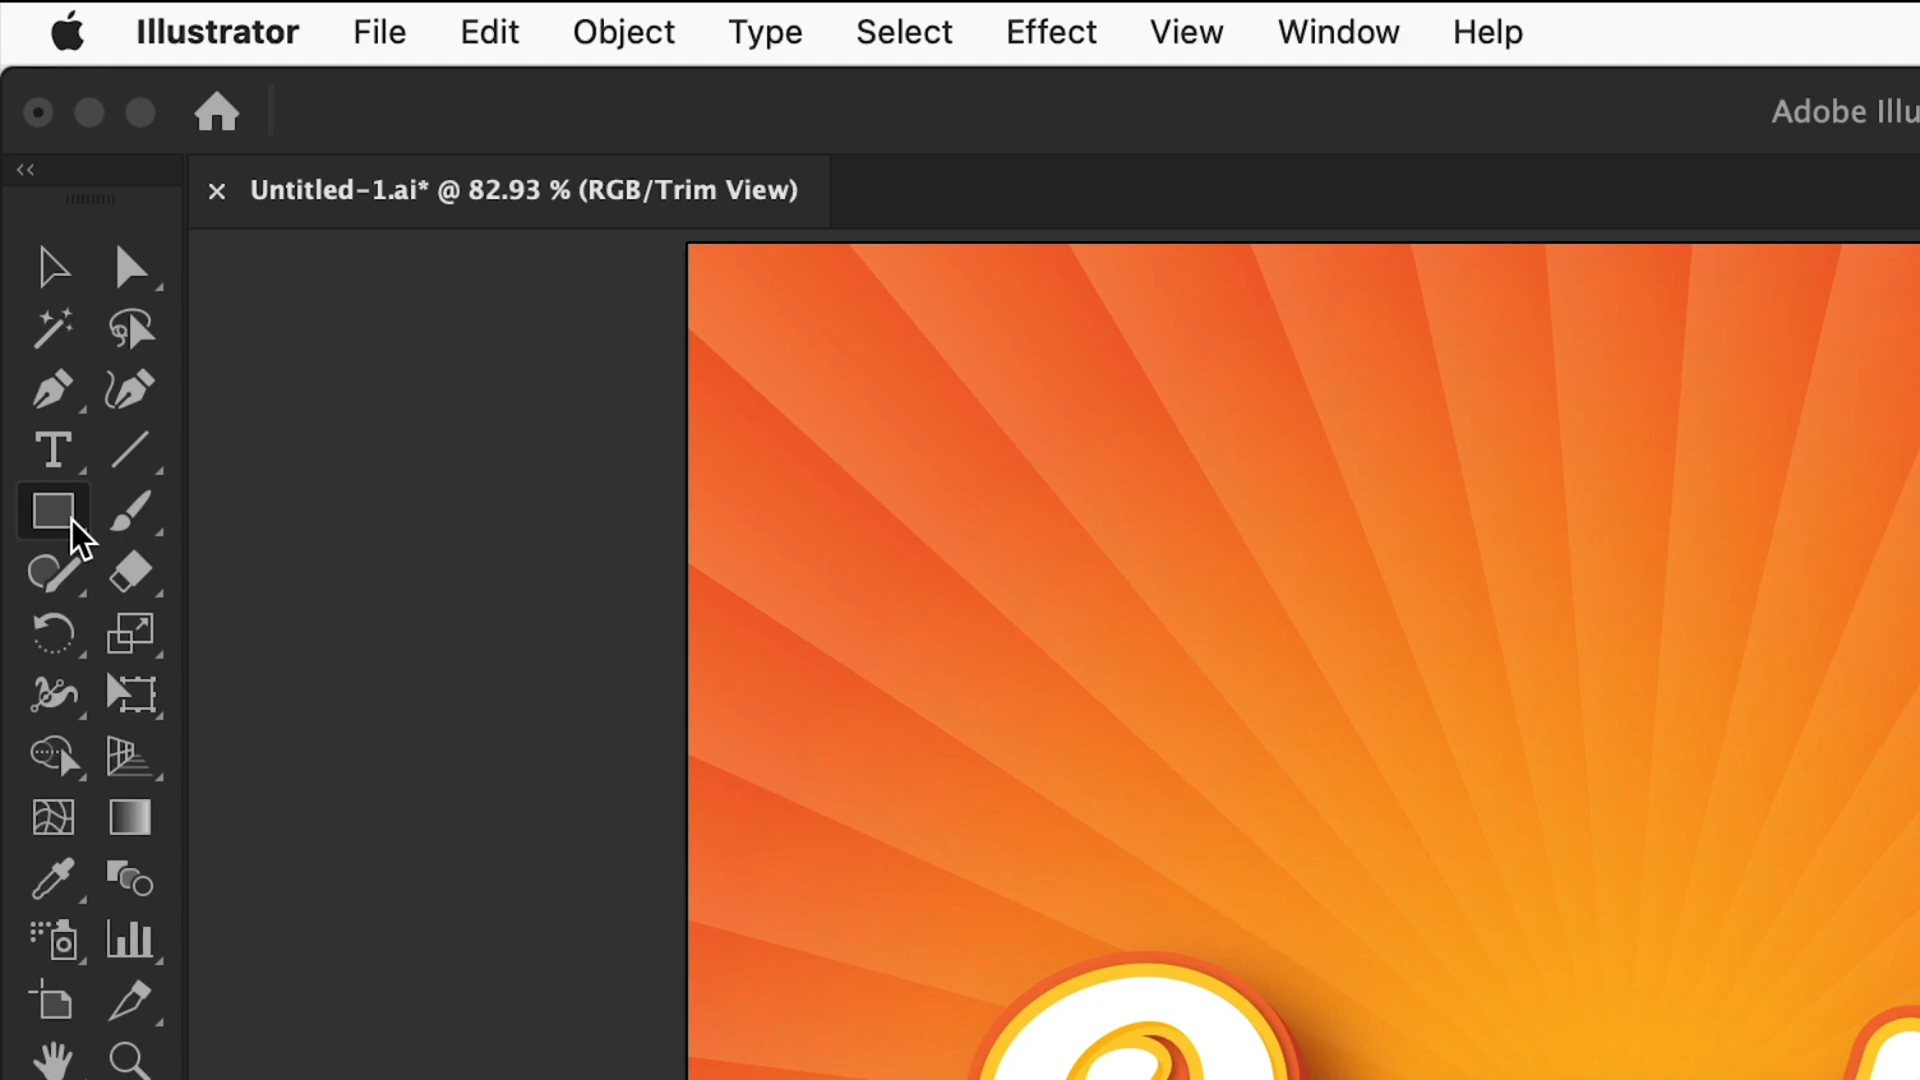 Illustrator File Edit Object Type Select Effect View Window Help
Adobe Illu
Untitled-1.ai* @ 82.93 % (RGB/Trim View)